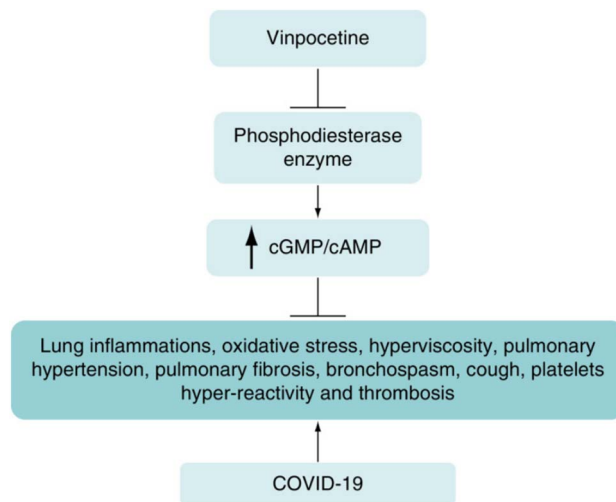 Vinpocetine
Phosphodiesterase
enzyme
cGMP/cAMP
Lung inflammations, oxidative stress, hyperviscosity, pulmonary
hypertension, pulmonary fibrosis, bronchospasm, cough, platelets
hyper-reactivity and thrombosis
COVID-19